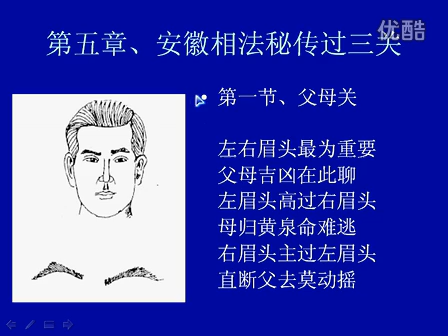 优酷
第五章、安徽相法秘传过三关
第一节、父母关
左右眉头最为重要
父母吉凶在此聊
左眉头高过右眉头
母归黄泉命难逃
右眉头主过左眉头
直断父去莫动摇